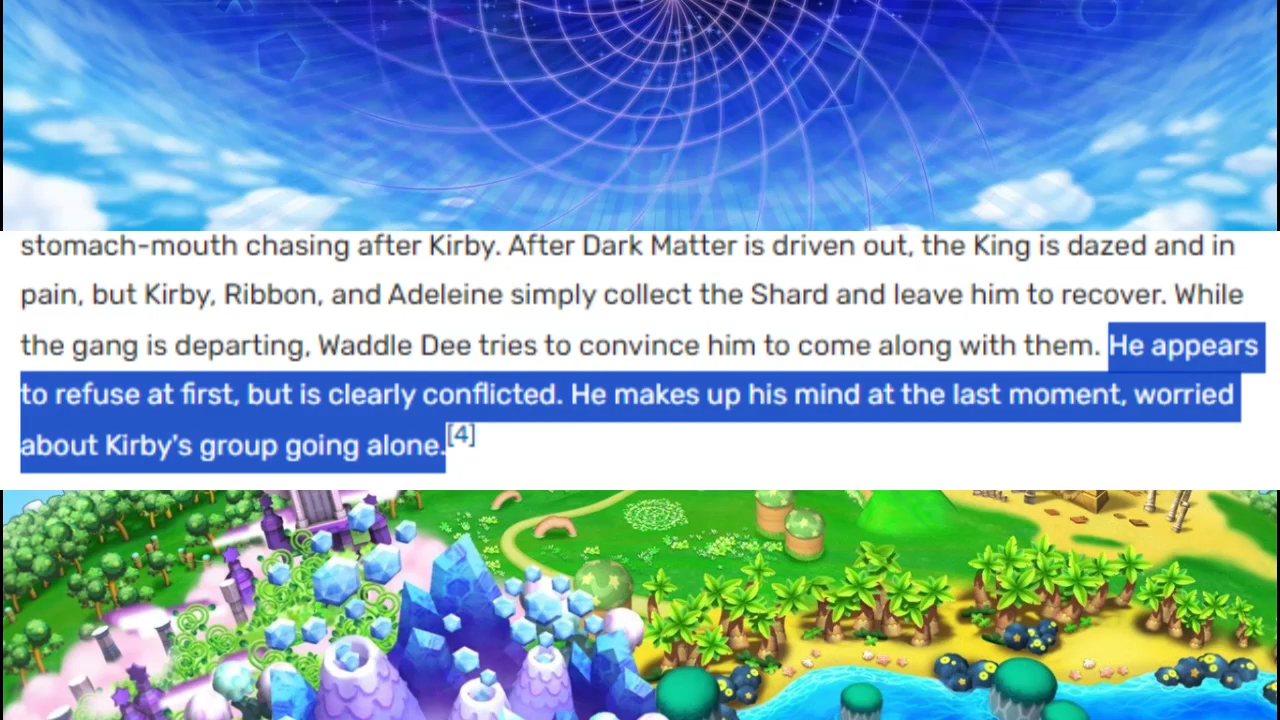 stomach-mouth chasing after Kirby. After Dark Matter is driven out, the King is dazed and in
pain, but Kirby, Ribbon, and Adeleine simply collect the Shard and leave him to recover. While
the gang is departing, Waddle Dee tries to convince him to come along with them. He appears
to refuse at first, but is clearly conflicted. He makes up his mind at the last moment, worried
about Kirby's group going alone.[4]